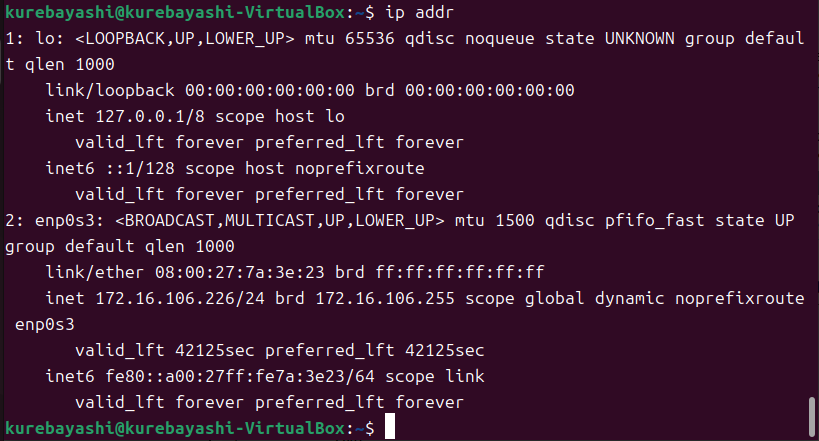 kurebayashi@kurebayashi-VirtualBox:~$ ip addr
1: lo: <LOOPBACK,UP,LOWER_UP> mtu 65536 qdisc noqueue state UNKNOWN group defaul
t qlen 1000
    link/loopback 00:00:00:00:00:00 brd 00:00:00:00:00:00
    inet 127.0.0.1/8 scope host lo
       valid_lft forever preferred_lft forever
    inet6 ::1/128 scope host noprefixroute
       valid_lft forever preferred_lft forever
2: enp0s3: <BROADCAST,MULTICAST,UP,LOWER_UP> mtu 1500 qdisc pfifo_fast state UP
group default qlen 1000
    link/ether 08:00:27:7a:3e:23 brd ff:ff:ff:ff:ff:ff
    inet 172.16.106.226/24 brd 172.16.106.255 scope global dynamic noprefixroute
 enp0s3
       valid_lft 42125sec preferred_lft 42125sec
    inet6 fe80::a00:27ff:fe7a:3e23/64 scope link
       valid_lft forever preferred_lft forever
kurebayashi@kurebayashi-VirtualBox:~$